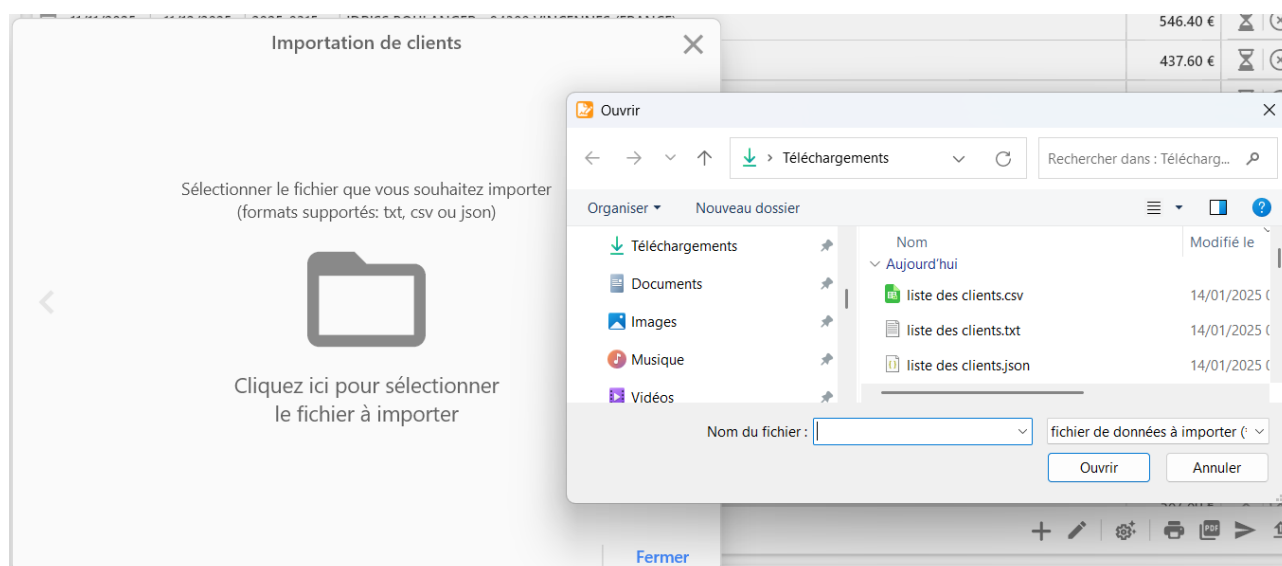 546.40 €
Importation de clients
437.60 €
Ouvrir
Téléchargements
Rechercher dans : Télécharg...
Sélectionner le fichier que vous souhaitez importer
(formats supportés: txt, csv ou json)
Organiser
Nouveau dossier
Téléchargements
Documents
Images
Musique
Vidéos
Nom
Modifié le
Aujourd'hui
liste des clients.csv
14/01/2025
liste des clients.txt
14/01/2025
liste des clients.json
14/01/2025
Cliquez ici pour sélectionner
le fichier à importer
Nom du fichier :
fichier de données à importer (*
Ouvrir
Annuler
PDF
Fermer